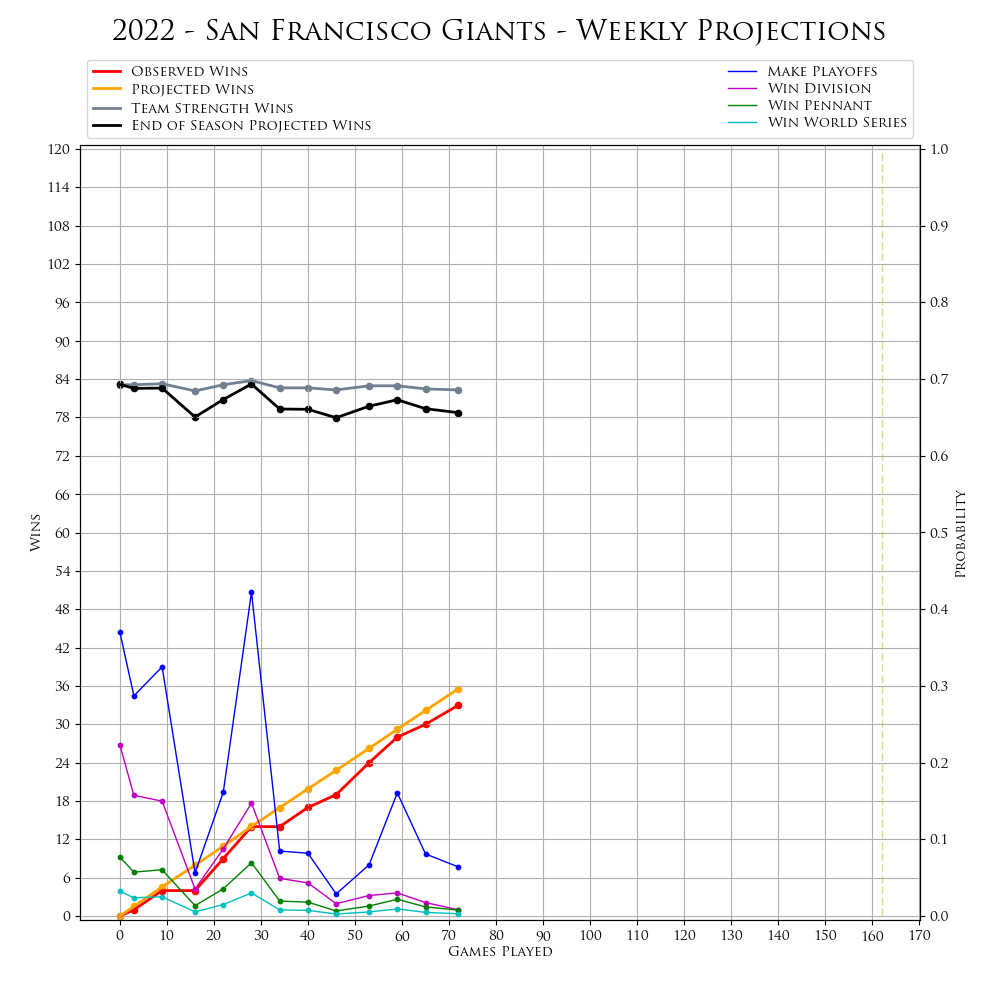 2022 - San Francisco Giants - Weekly Projections
Observed Wins
Projected Wins
Team Strength Wins
End of Season Projected Wins
Make Playoffs
Win Division
Win Pennant
Win World Series
120
114
108
102
96
90
84
78
72
66
60
54
48
42
36
30
24
18
12
6
0
Wins
1.0
0.9
0.8
0.7
0.6
0.5
0.4
0.3
0.2
0.1
0.0
Probability
0 10 20 30 40 50 60 70 80 90 100 110 120 130 140 150 160 170
Games Played